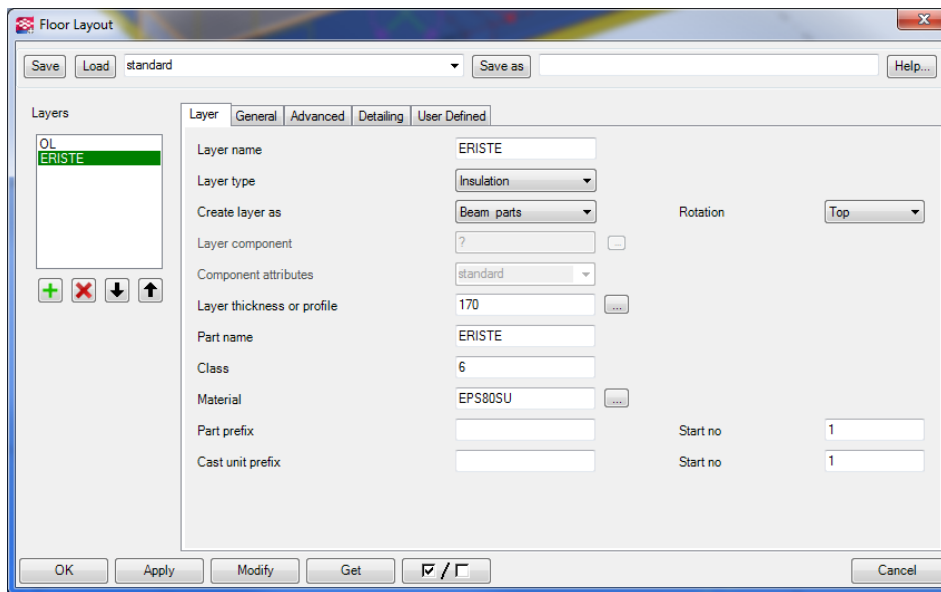 Floor Layout
Save Load standard Save as Help...
Layers
OL
ERISTE
Layer General Advanced Detailing User Defined
Layer name ERISTE
Layer type Insulation
Create layer as Beam parts Rotation Top
Layer component ? ...
Component attributes standard
Layer thickness or profile 170 ...
Part name ERISTE
Class 6
Material EPS80SU ...
Part prefix Start no 1
Cast unit prefix Start no 1
OK Apply Modify Get / Cancel